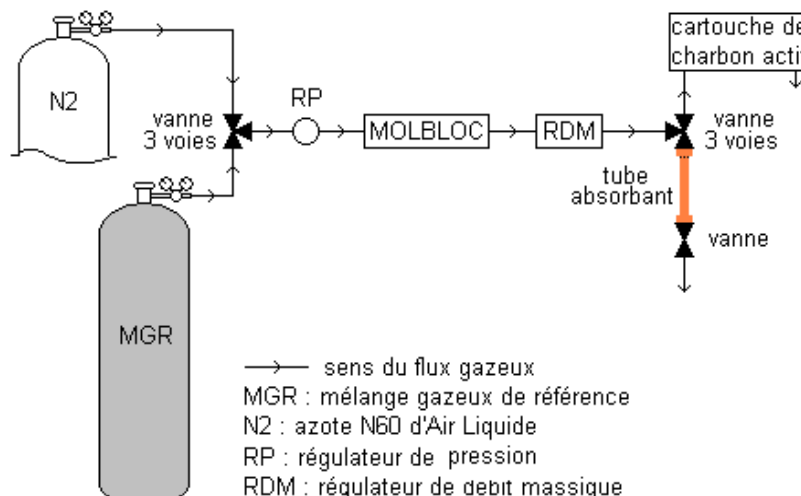 cartouche de
charbon actif
N2
RP
vanne
3 voies
MOLBLOC
RDM
vanne
3 voies
tube
absorbant
vanne
MGR
sens du flux gazeux
MGR : mélange gazeux de référence
N2 : azote N60 d'Air Liquide
RP : régulateur de pression
RDM : régulateur de débit massique